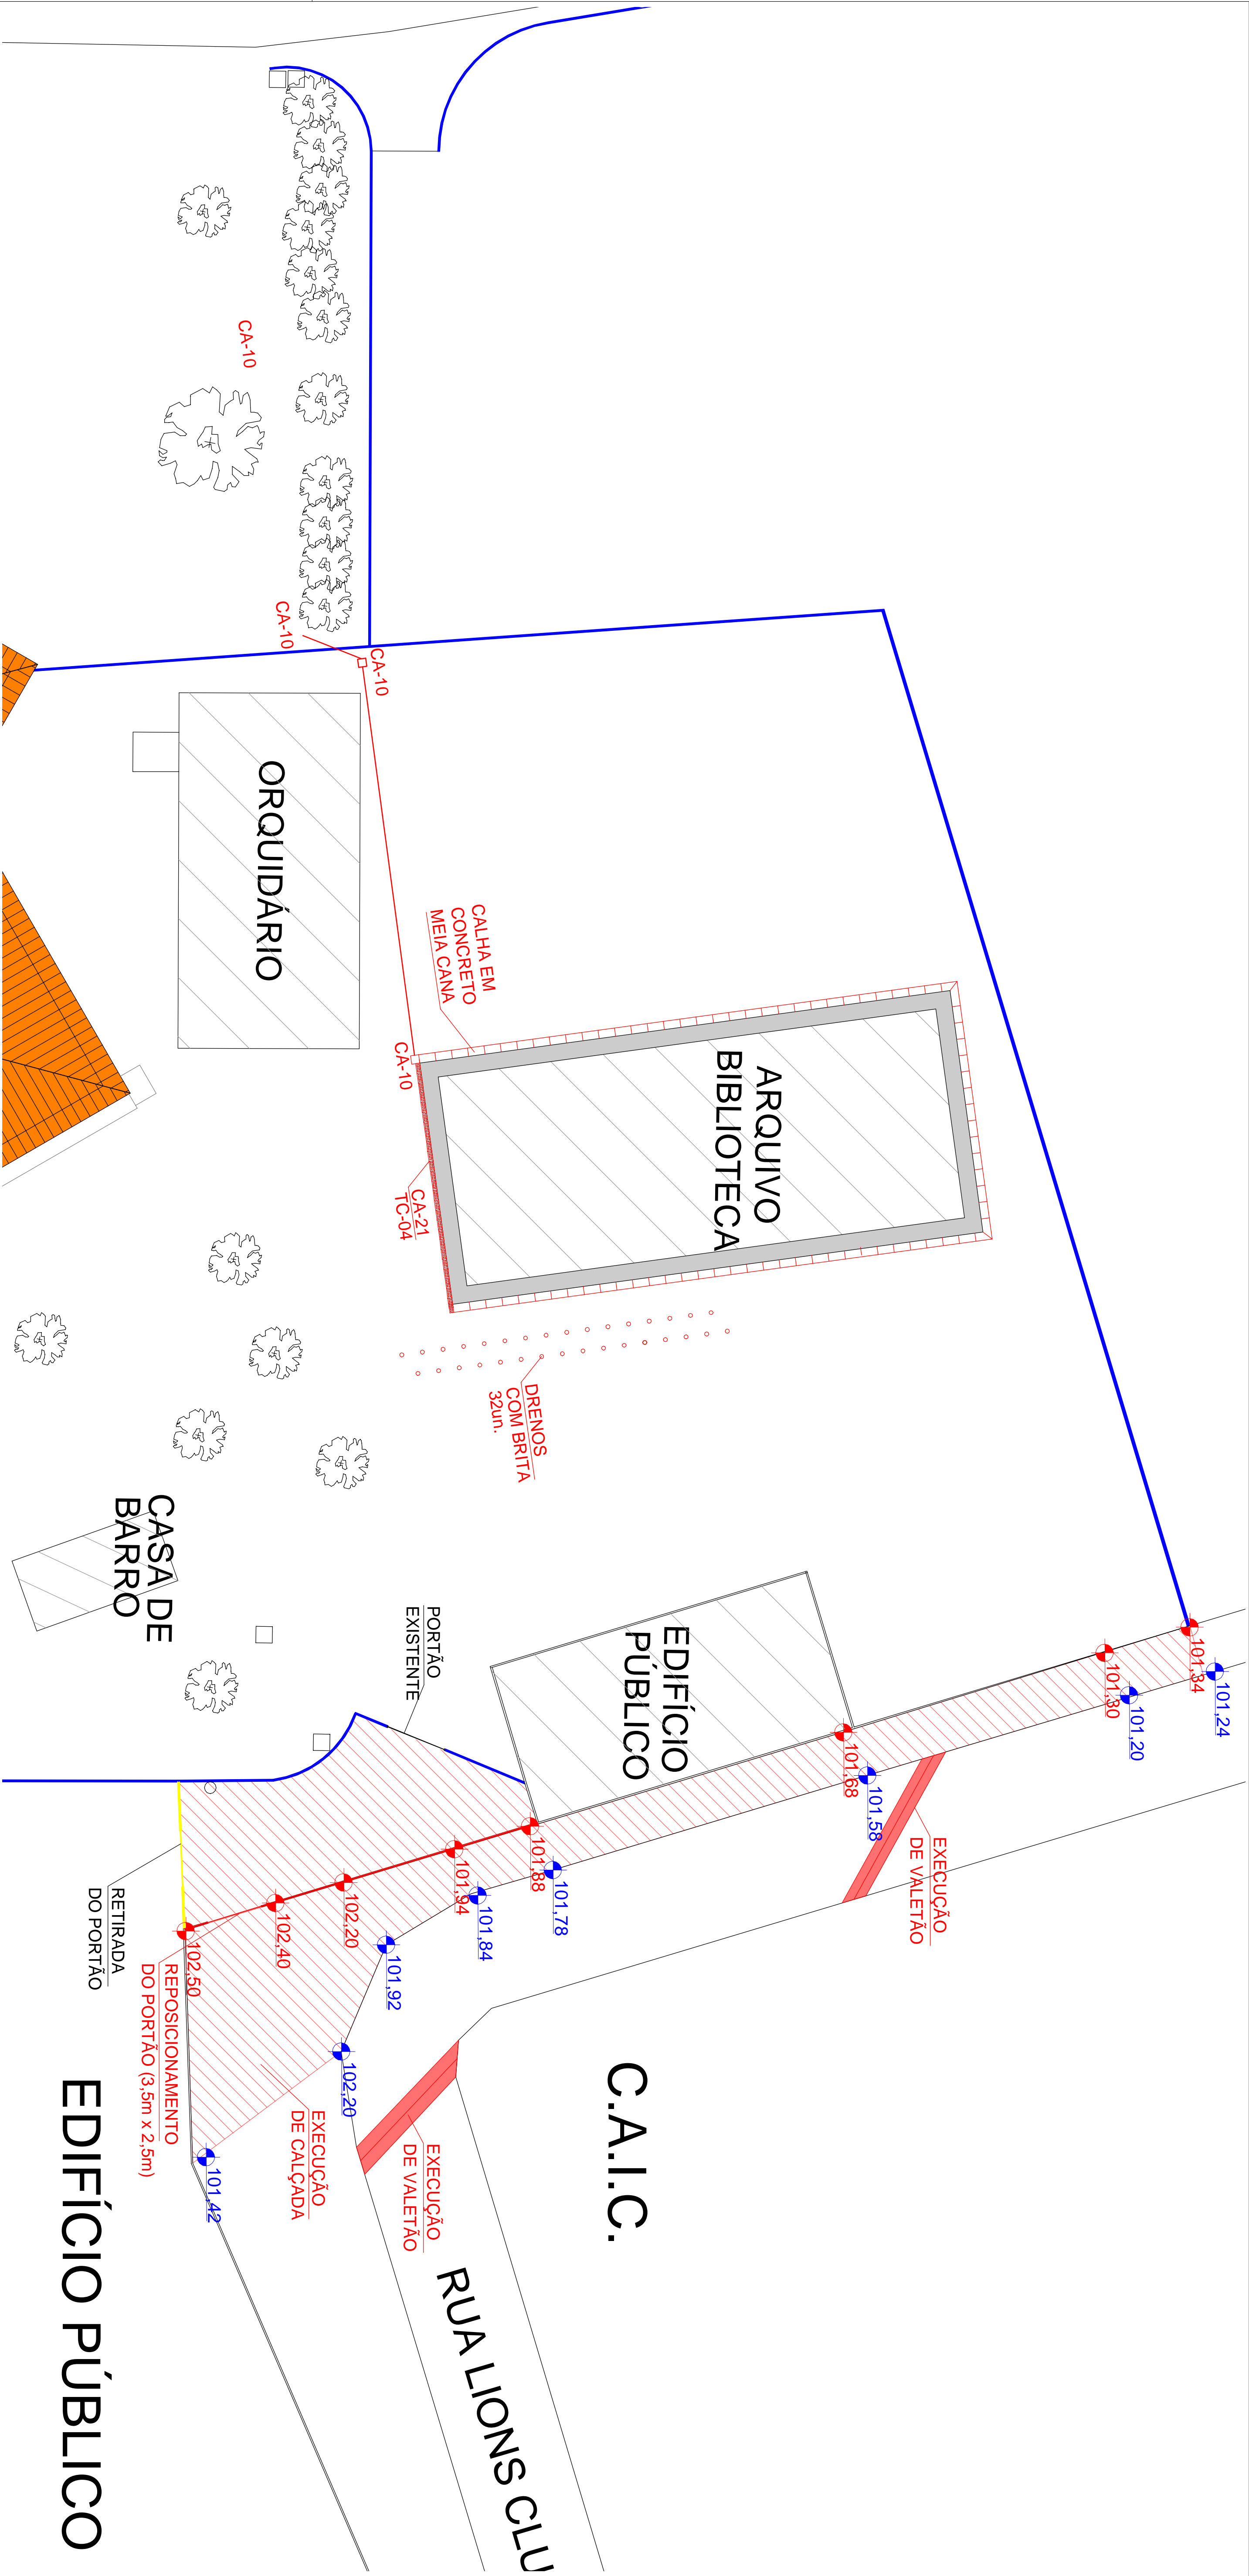 CA-10
CA-10
CA-10
ORQUIDÁRIO
CALHA EM
CONCRETO
MEIA CANA
CA-10
ARQUIVO
BIBLIOTECA
CA-21
TC-04
DRENOS
COM BRITA
32un.
CASA DE
BARRO
PORTÃO
EXISTENTE
EDIFÍCIO
PÚBLICO
101,34
101,24
101,30
101,20
101,68
101,58
EXECUÇÃO
DE VALETÃO
101,88
101,78
101,94
101,84
102,20
101,92
102,40
102,50
102,20
101,42
RETIRADA
DO PORTÃO
REPOSICIONAMENTO
DO PORTÃO (3,5m x 2,5m)
EXECUÇÃO
DE CALÇADA
EXECUÇÃO
DE VALETÃO
C.A.I.C.
RUA LIONS CLU
EDIFÍCIO PÚBLICO